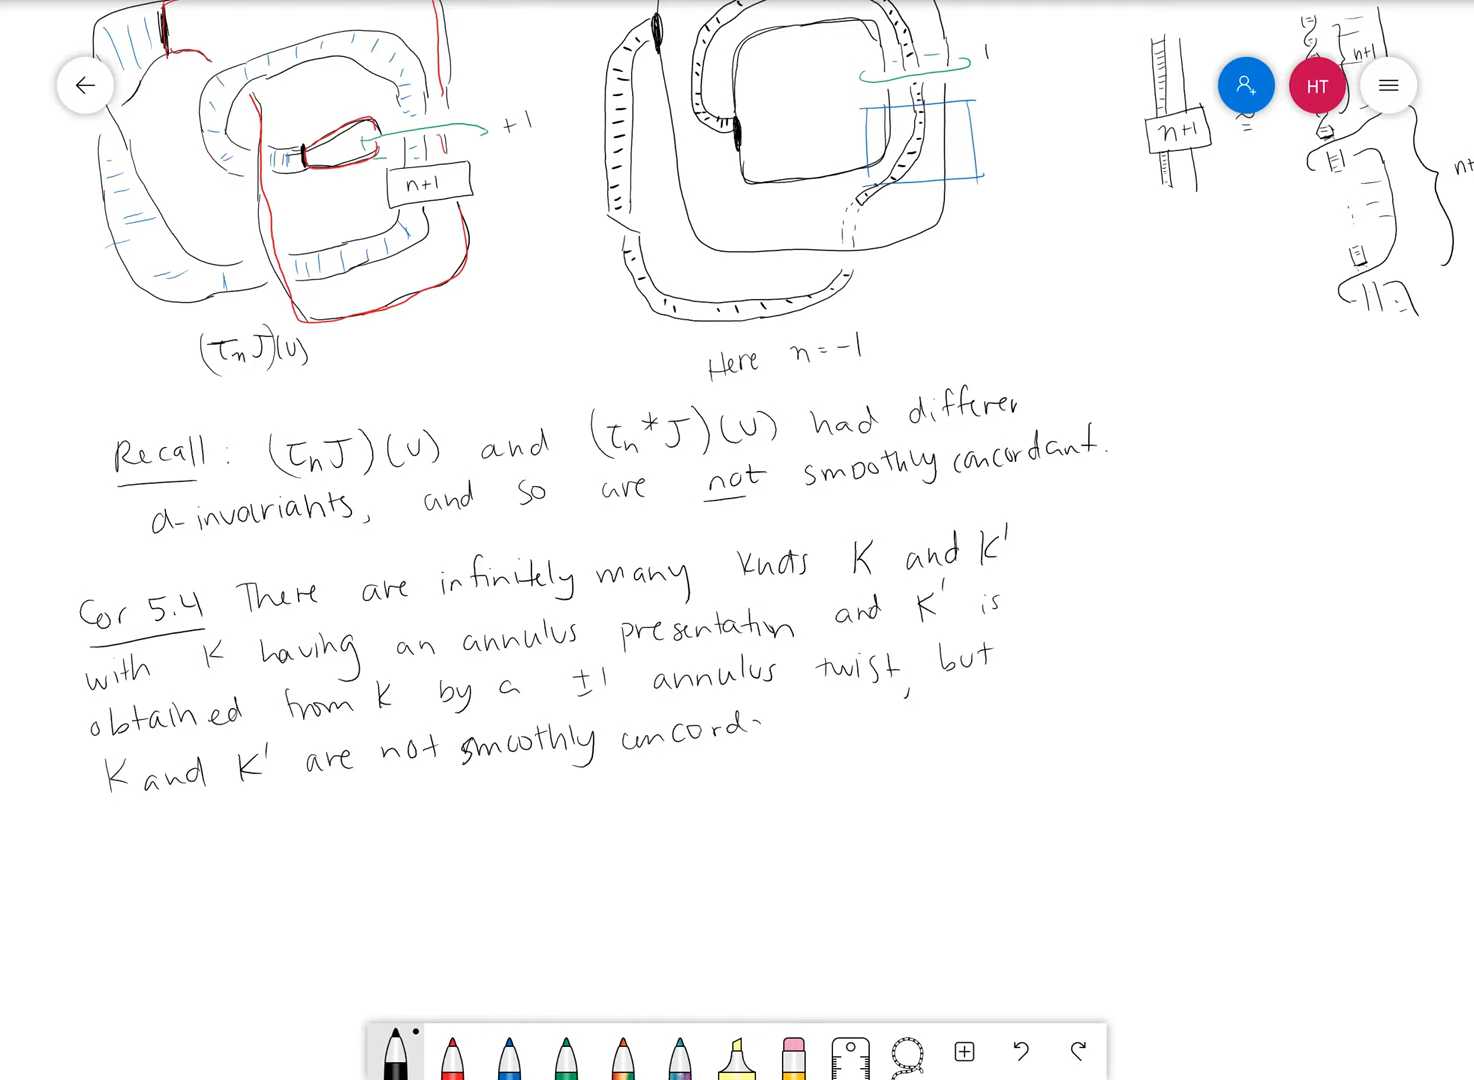 +1
n+1
(τₙJ)(U)
1
Here n=-1
n+1
≅
n+1
HT
Recall: (τₙJ)(U) and (τₙ*J)(U) had differen
d-invariants, and so are not smoothly concordant.
Cor 5.4 There are infinitely many knots K and K'
with K having an annulus presentation and K' is
obtained from K by a ±1 annulus twist, but
K and K' are not smoothly concord